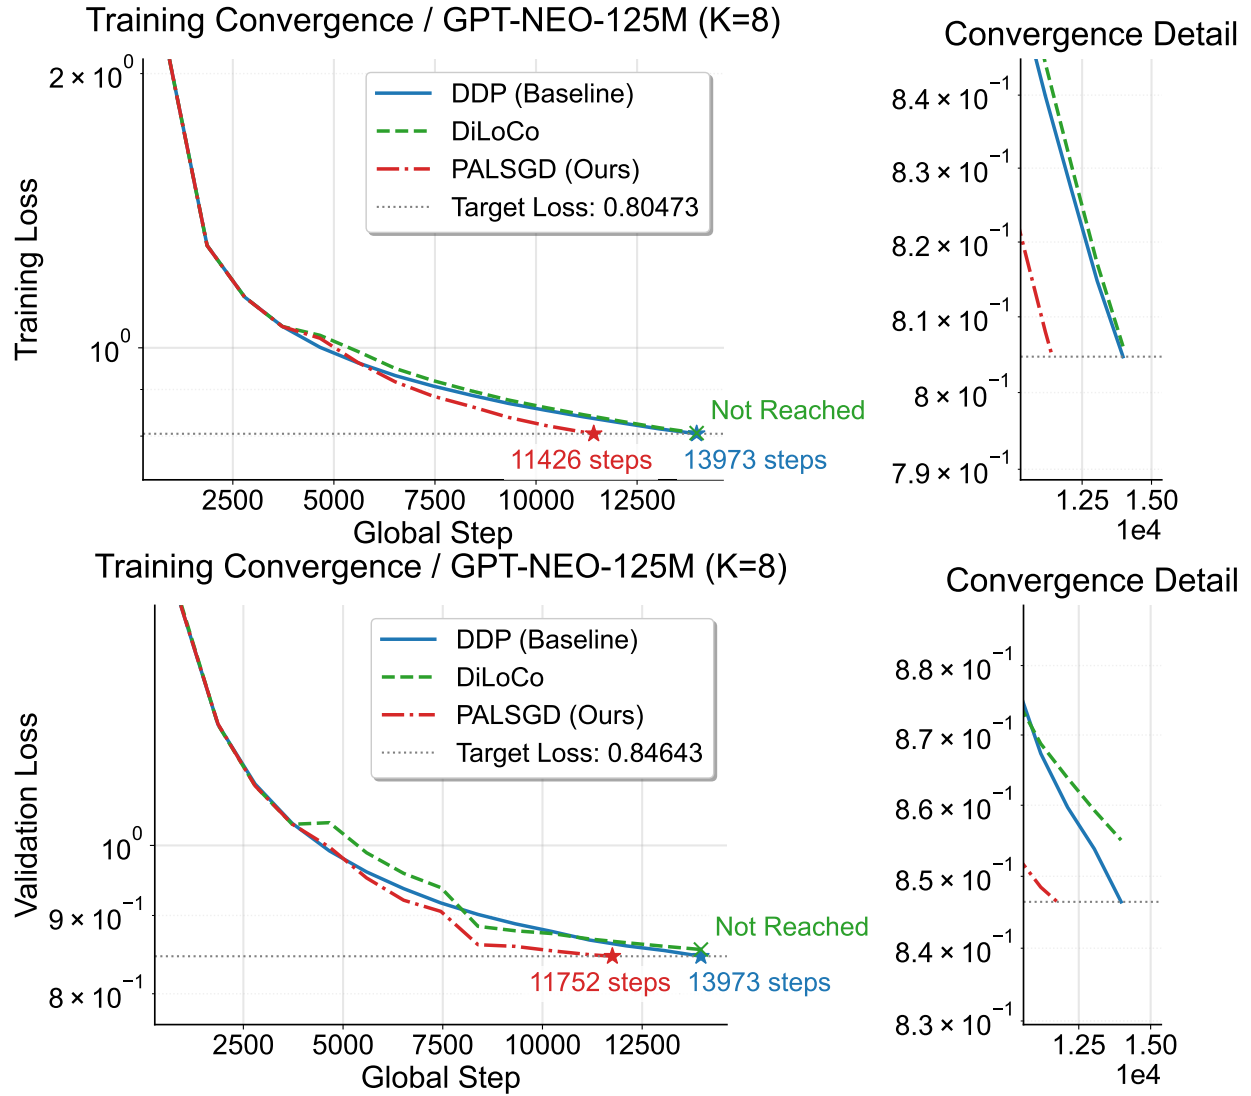 Training Convergence / GPT-NEO-125M (K=8)
2 × 10⁰
10⁰
Training Loss
DDP (Baseline)
DiLoCo
PALSGD (Ours)
Target Loss: 0.80473
Not Reached
11426 steps
13973 steps
2500
5000
7500
10000
12500
Global Step
Convergence Detail
8.4 × 10⁻¹
8.3 × 10⁻¹
8.2 × 10⁻¹
8.1 × 10⁻¹
8 × 10⁻¹
7.9 × 10⁻¹
1.25
1.50
1e4
Training Convergence / GPT-NEO-125M (K=8)
10⁰
9 × 10⁻¹
8 × 10⁻¹
Validation Loss
DDP (Baseline)
DiLoCo
PALSGD (Ours)
Target Loss: 0.84643
Not Reached
11752 steps
13973 steps
2500
5000
7500
10000
12500
Global Step
Convergence Detail
8.8 × 10⁻¹
8.7 × 10⁻¹
8.6 × 10⁻¹
8.5 × 10⁻¹
8.4 × 10⁻¹
8.3 × 10⁻¹
1.25
1.50
1e4